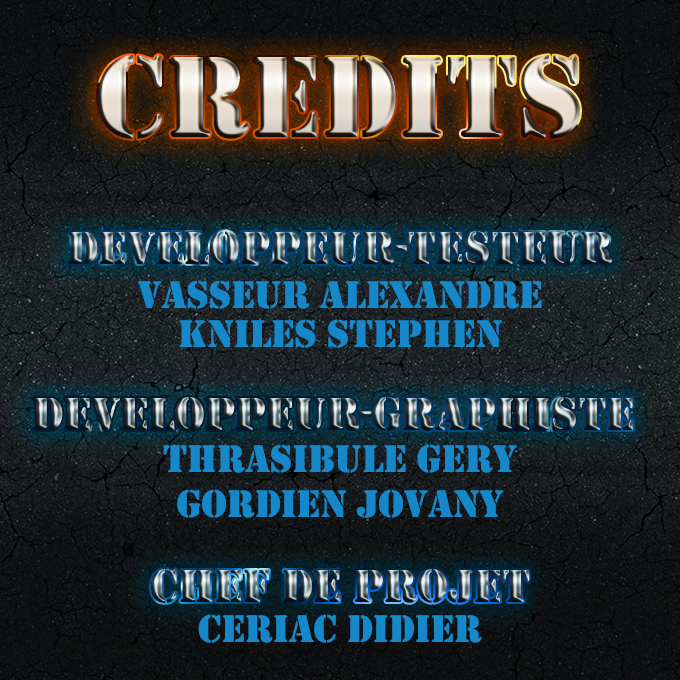 CREDITS
DEVELOPPEUR-TESTEUR
VASSEUR ALEXANDRE
KNILES STEPHEN
DEVELOPPEUR-GRAPHISTE
THRASIBULE GERY
GORDIEN JOVANY
CHEF DE PROJET
CERIAC DIDIER